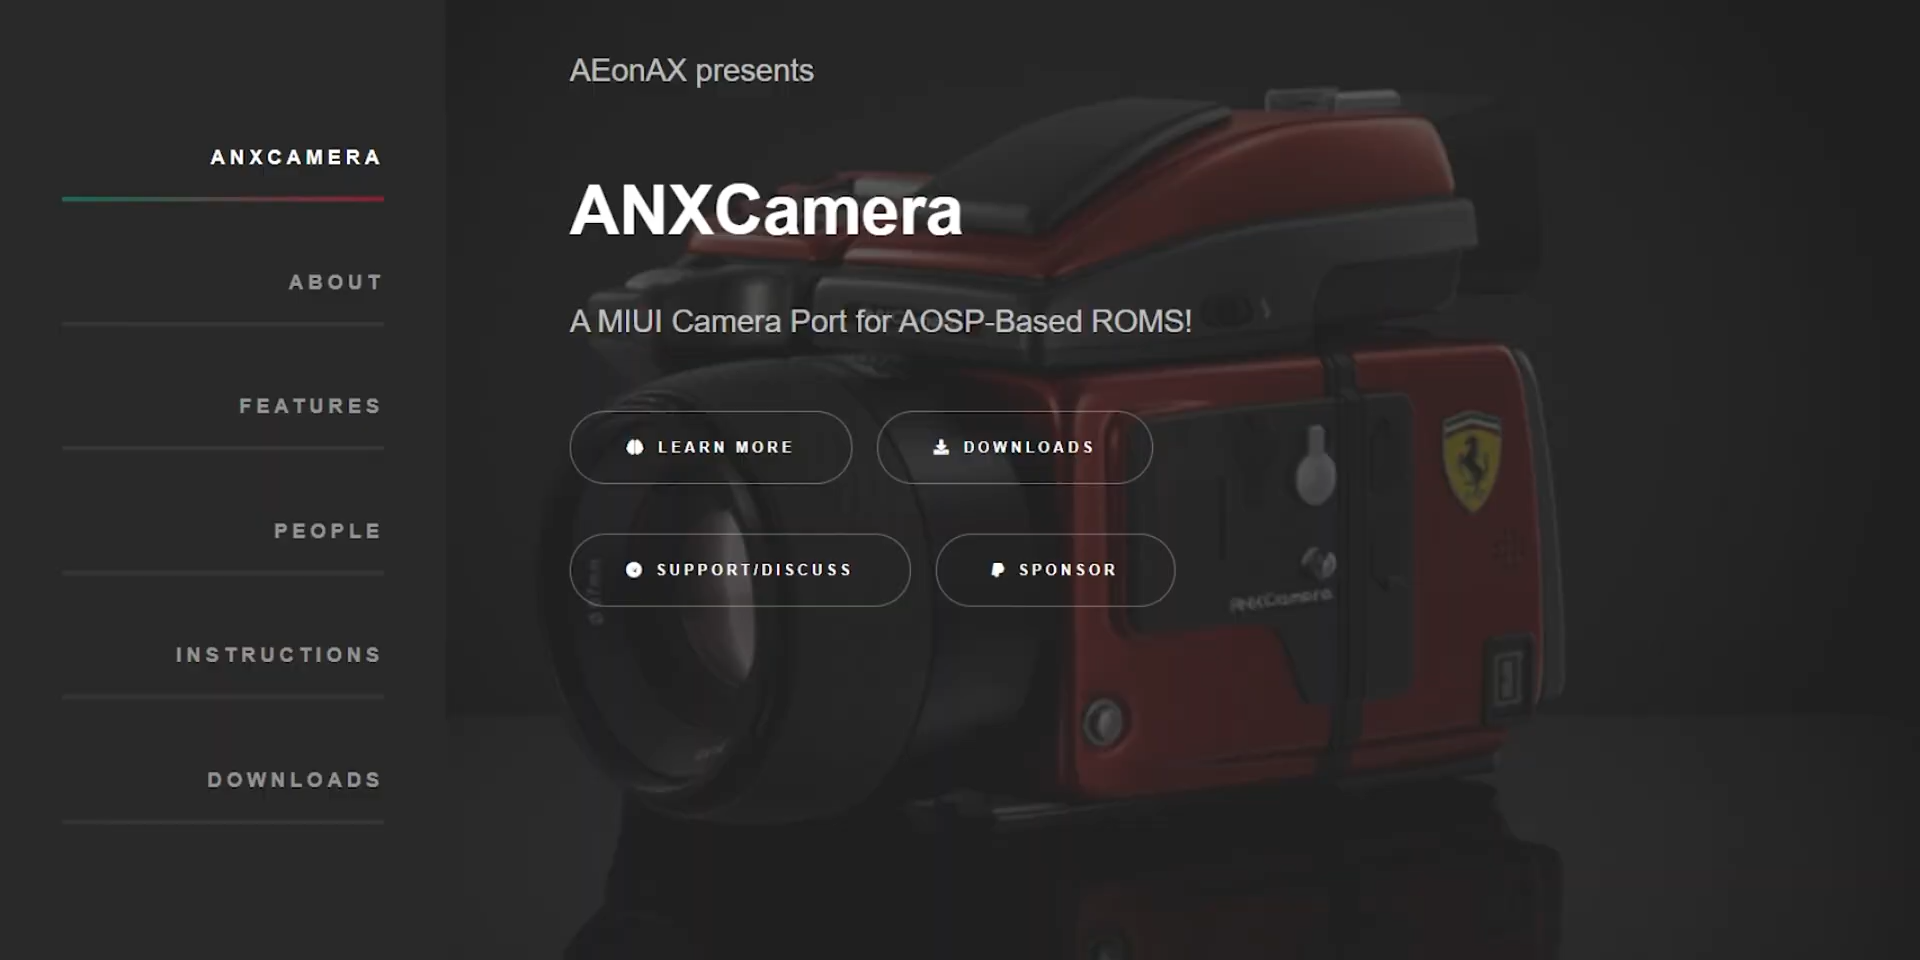 ANXCAMERA
ABOUT
FEATURES
PEOPLE
INSTRUCTIONS
DOWNLOADS
AEonAX presents
ANXCamera
A MIUI Camera Port for AOSP-Based ROMS!
LEARN MORE
DOWNLOADS
SUPPORT/DISCUSS
SPONSOR
ANXCamera